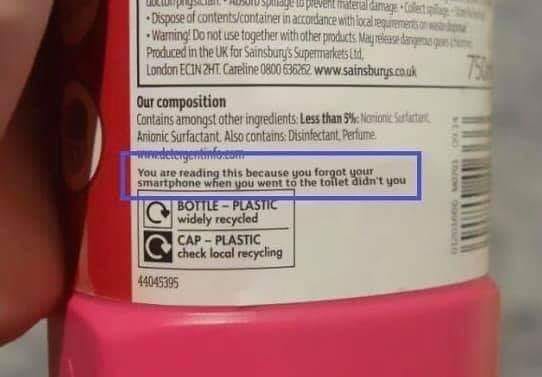 to prevent material damage • Collect spillage.
• Dispose of contents/container in accordance with local requirements on waste disposal
• Warning! Do not use together with other products. May release dangerous gases (chlorine)
Produced in the UK for Sainsbury's Supermarkets Ltd,
London EC1N 2HT. Careline 0800 636262 www.sainsburys.co.uk
Our composition
Contains amongst other ingredients: Less than 5%: Nonionic Surfactant,
Anionic Surfactant. Also contains: Disinfectant, Perfume.
www.detergentinfo.com
You are reading this because you forgot your
smartphone when you went to the toilet didn't you
BOTTLE – PLASTIC
widely recycled
CAP – PLASTIC
check local recycling
44045395